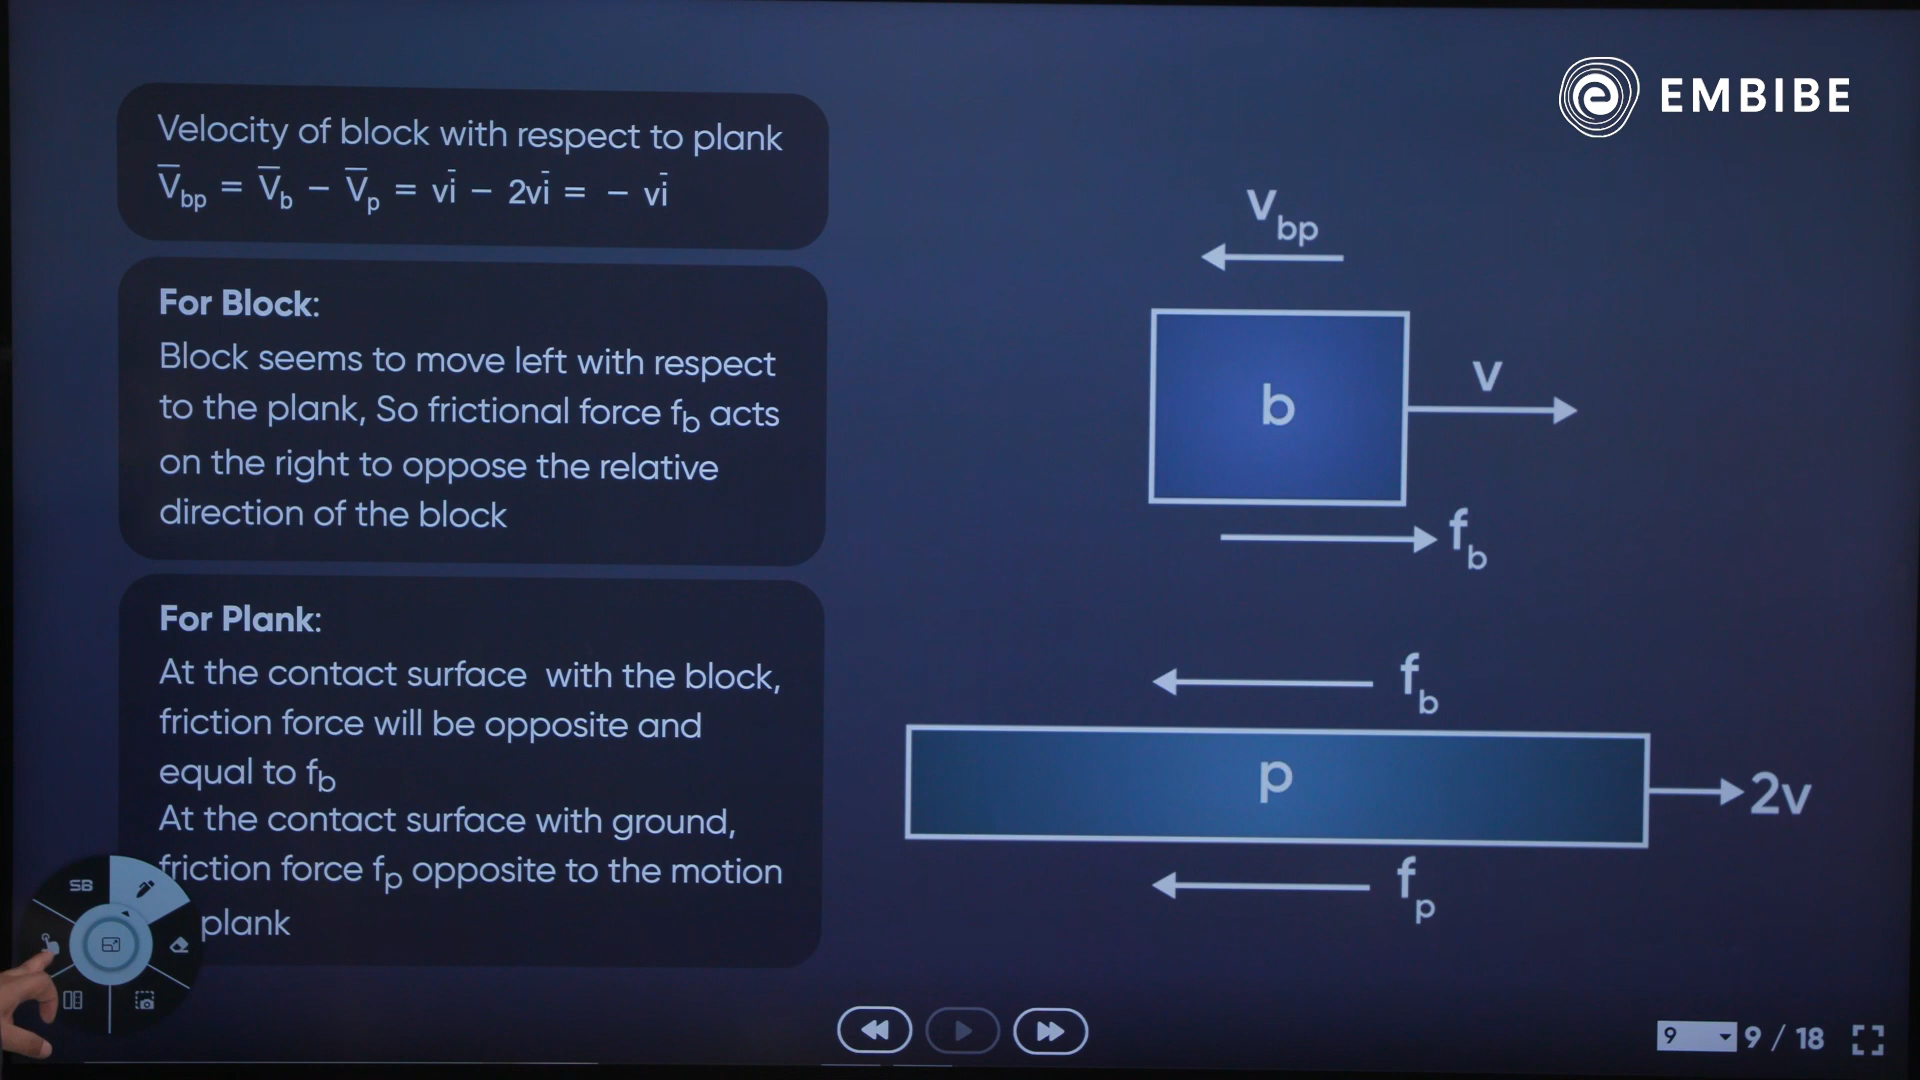 EMBIBE
Velocity of block with respect to plank
V̅bp = V̅b − V̅p = vi̅ − 2vi̅ = − vi̅
For Block:
Block seems to move left with respect
to the plank, So frictional force fb acts
on the right to oppose the relative
direction of the block
For Plank:
At the contact surface with the block,
friction force will be opposite and
equal to fb
At the contact surface with ground,
friction force fp opposite to the motion
plank
Vbp
b
v
fb
fb
p
2v
fp
SB
9
9 / 18